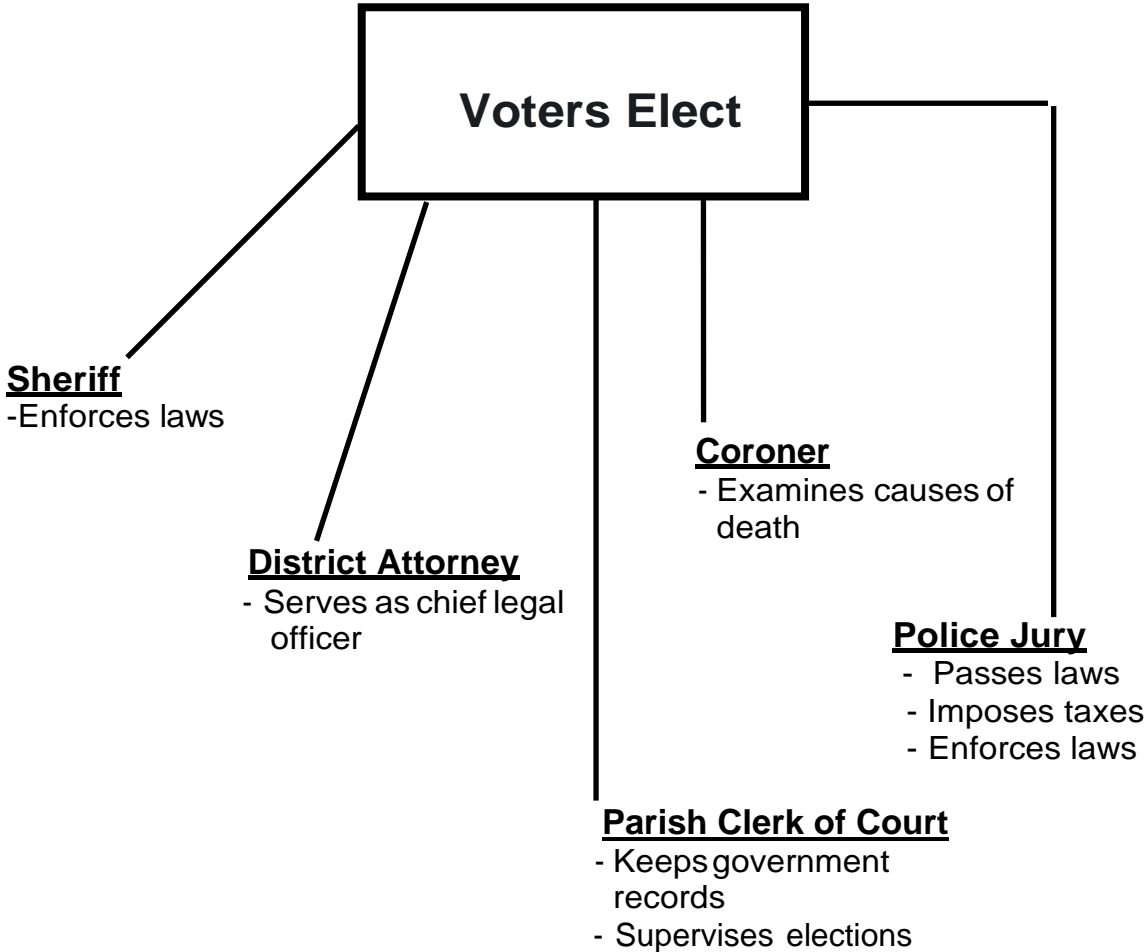 Voters Elect
Sheriff
-Enforces laws
Coroner
- Examines causes of
death
District Attorney
- Serves as chief legal
officer
Police Jury
- Passes laws
- Imposes taxes
- Enforces laws
Parish Clerk of Court
- Keeps government
records
- Supervises elections